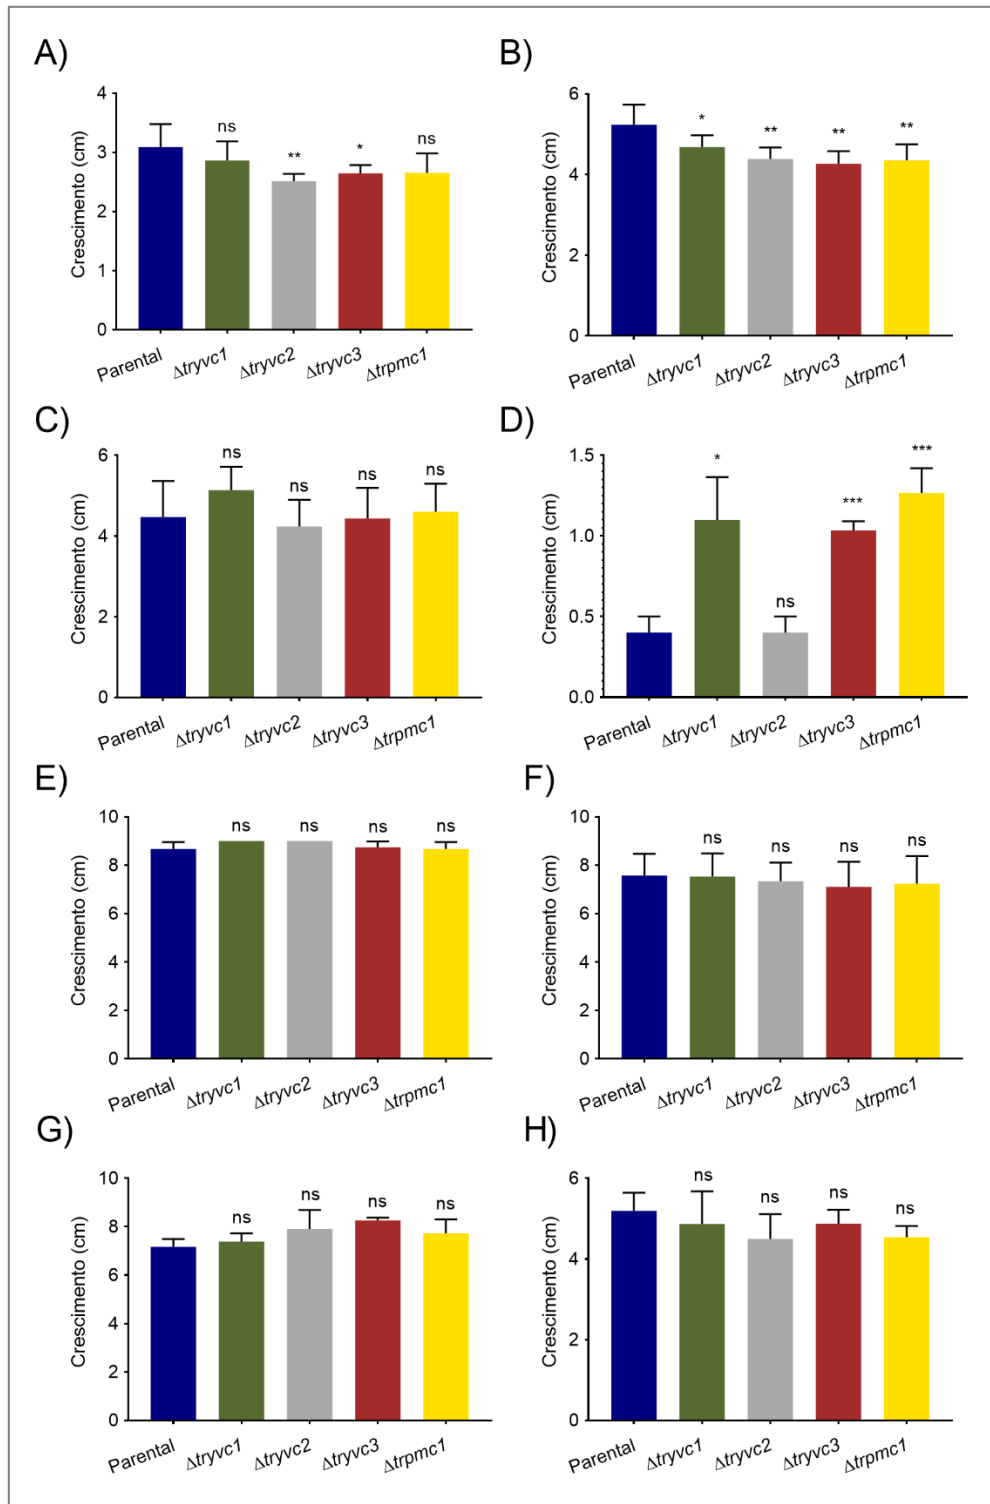 A)
Crescimento (cm)
4
3
2
1
0
ns
**
*
ns
Parental
Δtryvc1
Δtryvc2
Δtryvc3
Δtrpmc1
B)
Crescimento (cm)
6
4
2
0
*
**
**
**
Parental
Δtryvc1
Δtryvc2
Δtryvc3
Δtrpmc1
C)
Crescimento (cm)
6
4
2
0
ns
ns
ns
ns
Parental
Δtryvc1
Δtryvc2
Δtryvc3
Δtrpmc1
D)
Crescimento (cm)
1.5
1.0
0.5
0.0
*
ns
***
***
Parental
Δtryvc1
Δtryvc2
Δtryvc3
Δtrpmc1
E)
Crescimento (cm)
10
8
6
4
2
0
ns
ns
ns
ns
Parental
Δtryvc1
Δtryvc2
Δtryvc3
Δtrpmc1
F)
Crescimento (cm)
10
8
6
4
2
0
ns
ns
ns
ns
Parental
Δtryvc1
Δtryvc2
Δtryvc3
Δtrpmc1
G)
Crescimento (cm)
10
8
6
4
2
0
ns
ns
ns
ns
Parental
Δtryvc1
Δtryvc2
Δtryvc3
Δtrpmc1
H)
Crescimento (cm)
6
4
2
0
ns
ns
ns
ns
Parental
Δtryvc1
Δtryvc2
Δtryvc3
Δtrpmc1